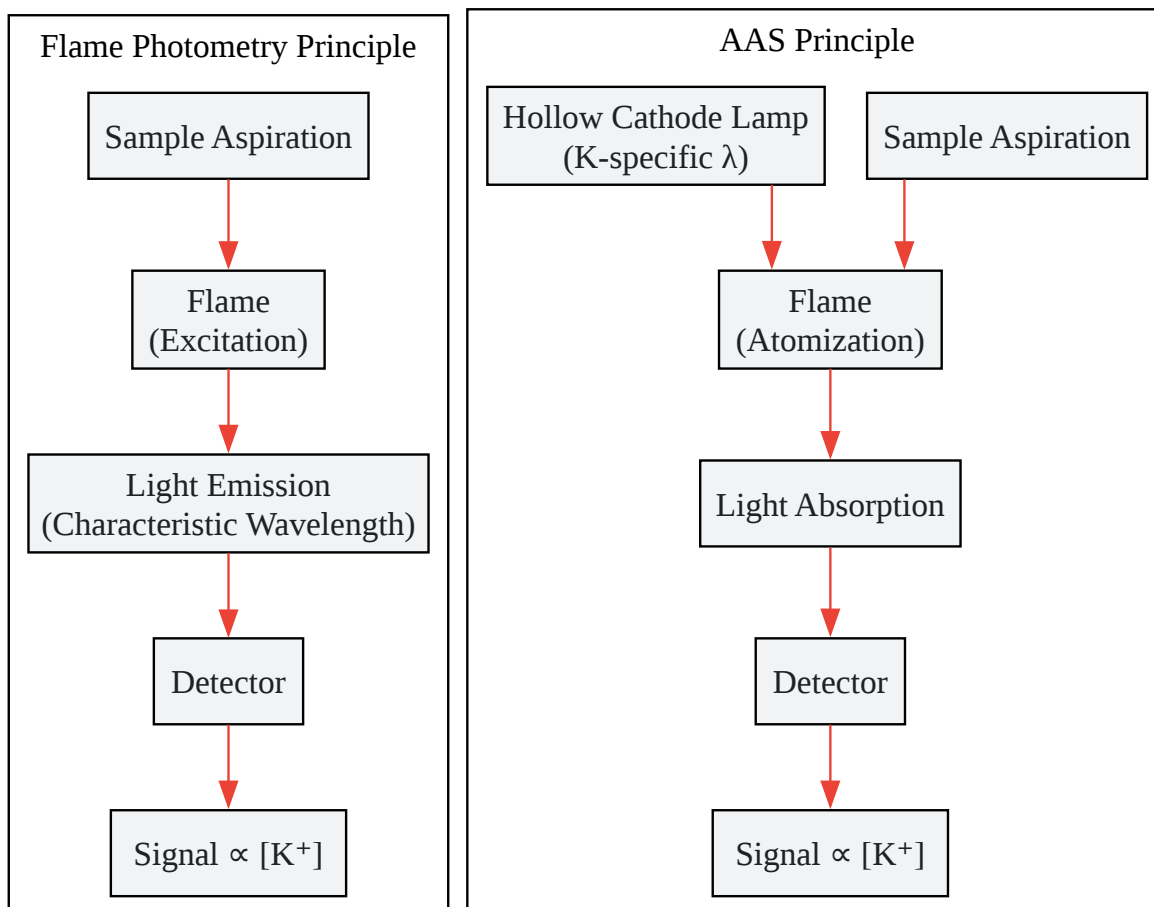 Flame Photometry Principle
Sample Aspiration
Flame
(Excitation)
Light Emission
(Characteristic Wavelength)
Detector
Signal ∝ [K⁺]
AAS Principle
Hollow Cathode Lamp
(K-specific λ)
Sample Aspiration
Flame
(Atomization)
Light Absorption
Detector
Signal ∝ [K⁺]